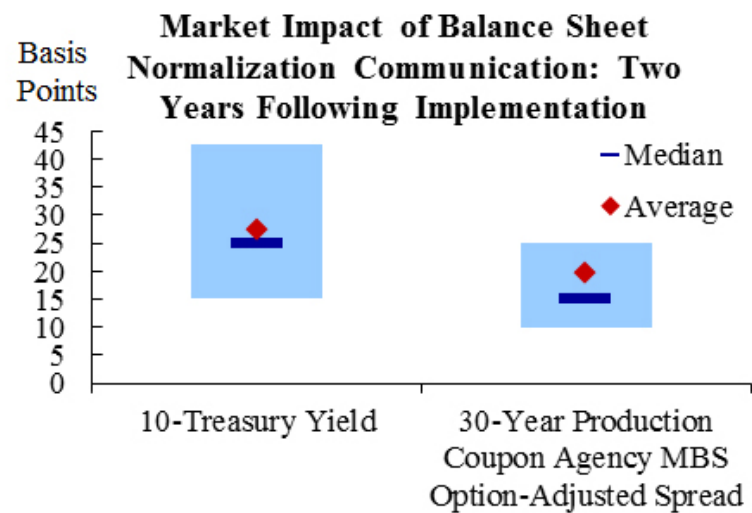 Market Impact of Balance Sheet
Normalization Communication: Two
Years Following Implementation
Basis
Points
45
40
35
30
25
20
15
10
5
0
Median
Average
10-Treasury Yield
30-Year Production
Coupon Agency MBS
Option-Adjusted Spread